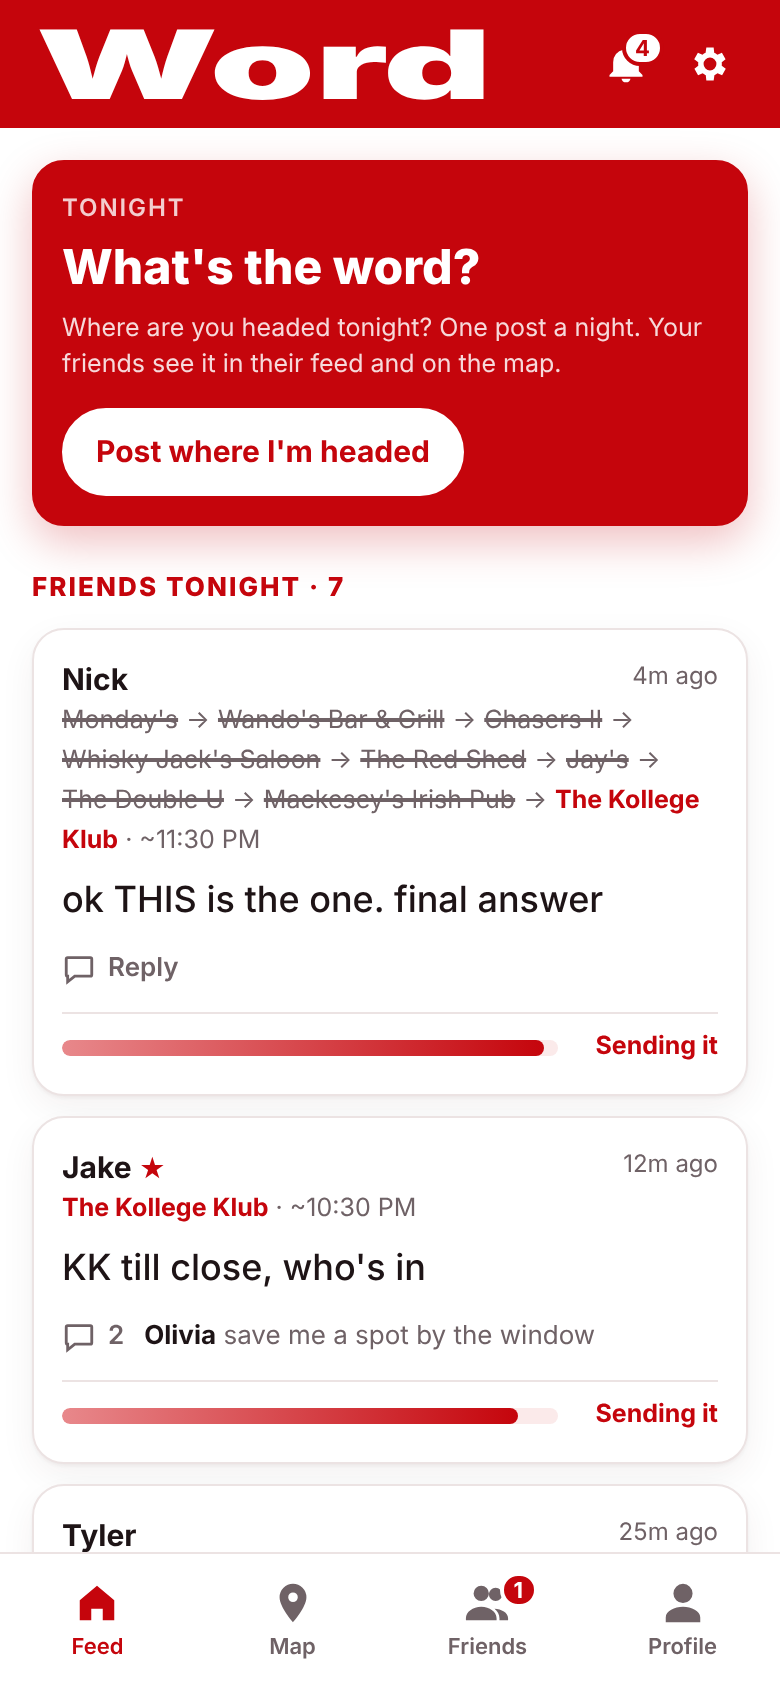 Word
4
TONIGHT
What's the word?
Where are you headed tonight? One post a night. Your
friends see it in their feed and on the map.
Post where I'm headed
FRIENDS TONIGHT · 7
Nick
4m ago
Monday's → Wando's Bar & Grill → Chasers II →
Whisky Jack's Saloon → The Red Shed → Jay's →
The Double U → Mackesey's Irish Pub → The Kollege
Klub · ~11:30 PM
ok THIS is the one. final answer
Reply
Sending it
Jake ★
12m ago
The Kollege Klub · ~10:30 PM
KK till close, who's in
2 Olivia save me a spot by the window
Sending it
Tyler
25m ago
1
Feed
Map
Friends
Profile